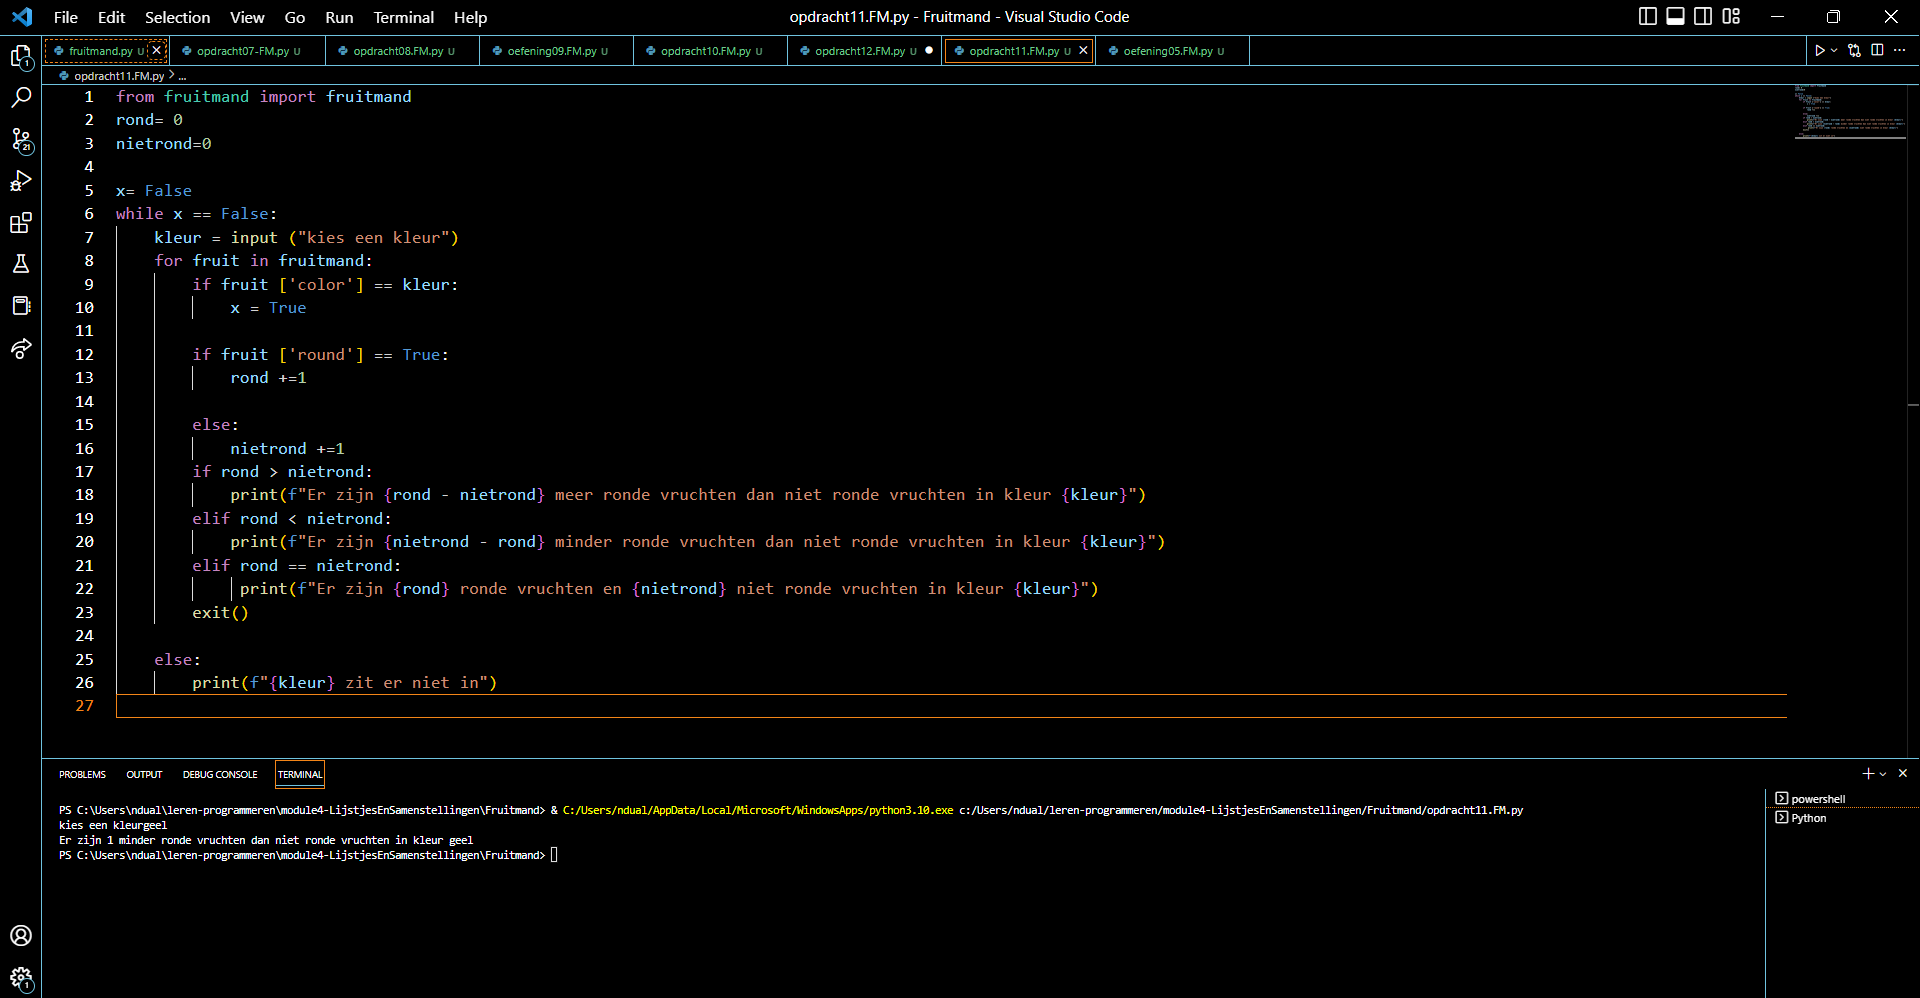 File Edit Selection View Go Run Terminal Help
opdracht11.FM.py - Fruitmand - Visual Studio Code
fruitmand.py U opdracht07-FM.py U opdracht08.FM.py U oefening09.FM.py U opdracht10.FM.py U opdracht12.FM.py U opdracht11.FM.py U oefening05.FM.py U
opdracht11.FM.py > ...
1 from fruitmand import fruitmand
2 rond= 0
3 nietrond=0
4
5 x= False
6 while x == False:
7     kleur = input ("kies een kleur")
8     for fruit in fruitmand:
9         if fruit ['color'] == kleur:
10             x = True
11
12         if fruit ['round'] == True:
13             rond +=1
14
15         else:
16             nietrond +=1
17         if rond > nietrond:
18             print(f"Er zijn {rond - nietrond} meer ronde vruchten dan niet ronde vruchten in kleur {kleur}")
19         elif rond < nietrond:
20             print(f"Er zijn {nietrond - rond} minder ronde vruchten dan niet ronde vruchten in kleur {kleur}")
21         elif rond == nietrond:
22              print(f"Er zijn {rond} ronde vruchten en {nietrond} niet ronde vruchten in kleur {kleur}")
23         exit()
24
25     else:
26         print(f"{kleur} zit er niet in")
27
1
21
PROBLEMS OUTPUT DEBUG CONSOLE TERMINAL
PS C:\Users\ndual\leren-programmeren\module4-LijstjesEnSamenstellingen\Fruitmand> & C:/Users/ndual/AppData/Local/Microsoft/WindowsApps/python3.10.exe c:/Users/ndual/leren-programmeren/module4-LijstjesEnSamenstellingen/Fruitmand/opdracht11.FM.py
kies een kleurgeel
Er zijn 1 minder ronde vruchten dan niet ronde vruchten in kleur geel
PS C:\Users\ndual\leren-programmeren\module4-LijstjesEnSamenstellingen\Fruitmand>
powershell
Python
1